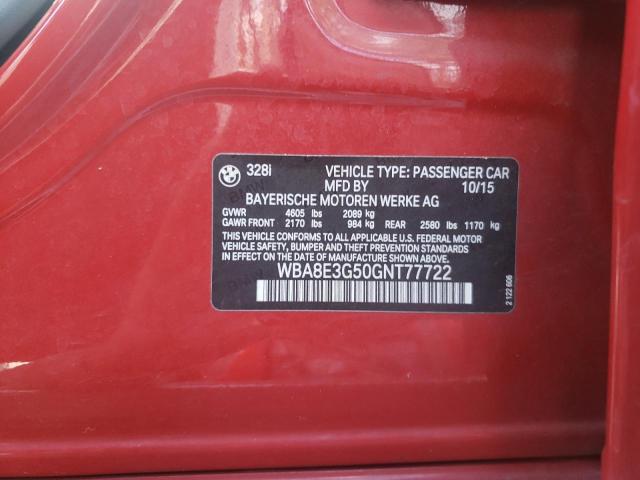 BMW 328I VEHICLE TYPE: PASSENGER CAR
MFD BY 10/15
BAYERISCHE MOTOREN WERKE AG
GVWR 4605 lbs 2089 kg
GAWR FRONT 2170 lbs 984 kg REAR 2580 lbs 1170 kg
THIS VEHICLE CONFORMS TO ALL APPLICABLE U.S. FEDERAL MOTOR
VEHICLE SAFETY, BUMPER AND THEFT PREVENTION STANDARDS
IN EFFECT ON THE DATE OF MANUFACTURE SHOWN ABOVE.
WBA8E3G50GNT77722
2 122 606